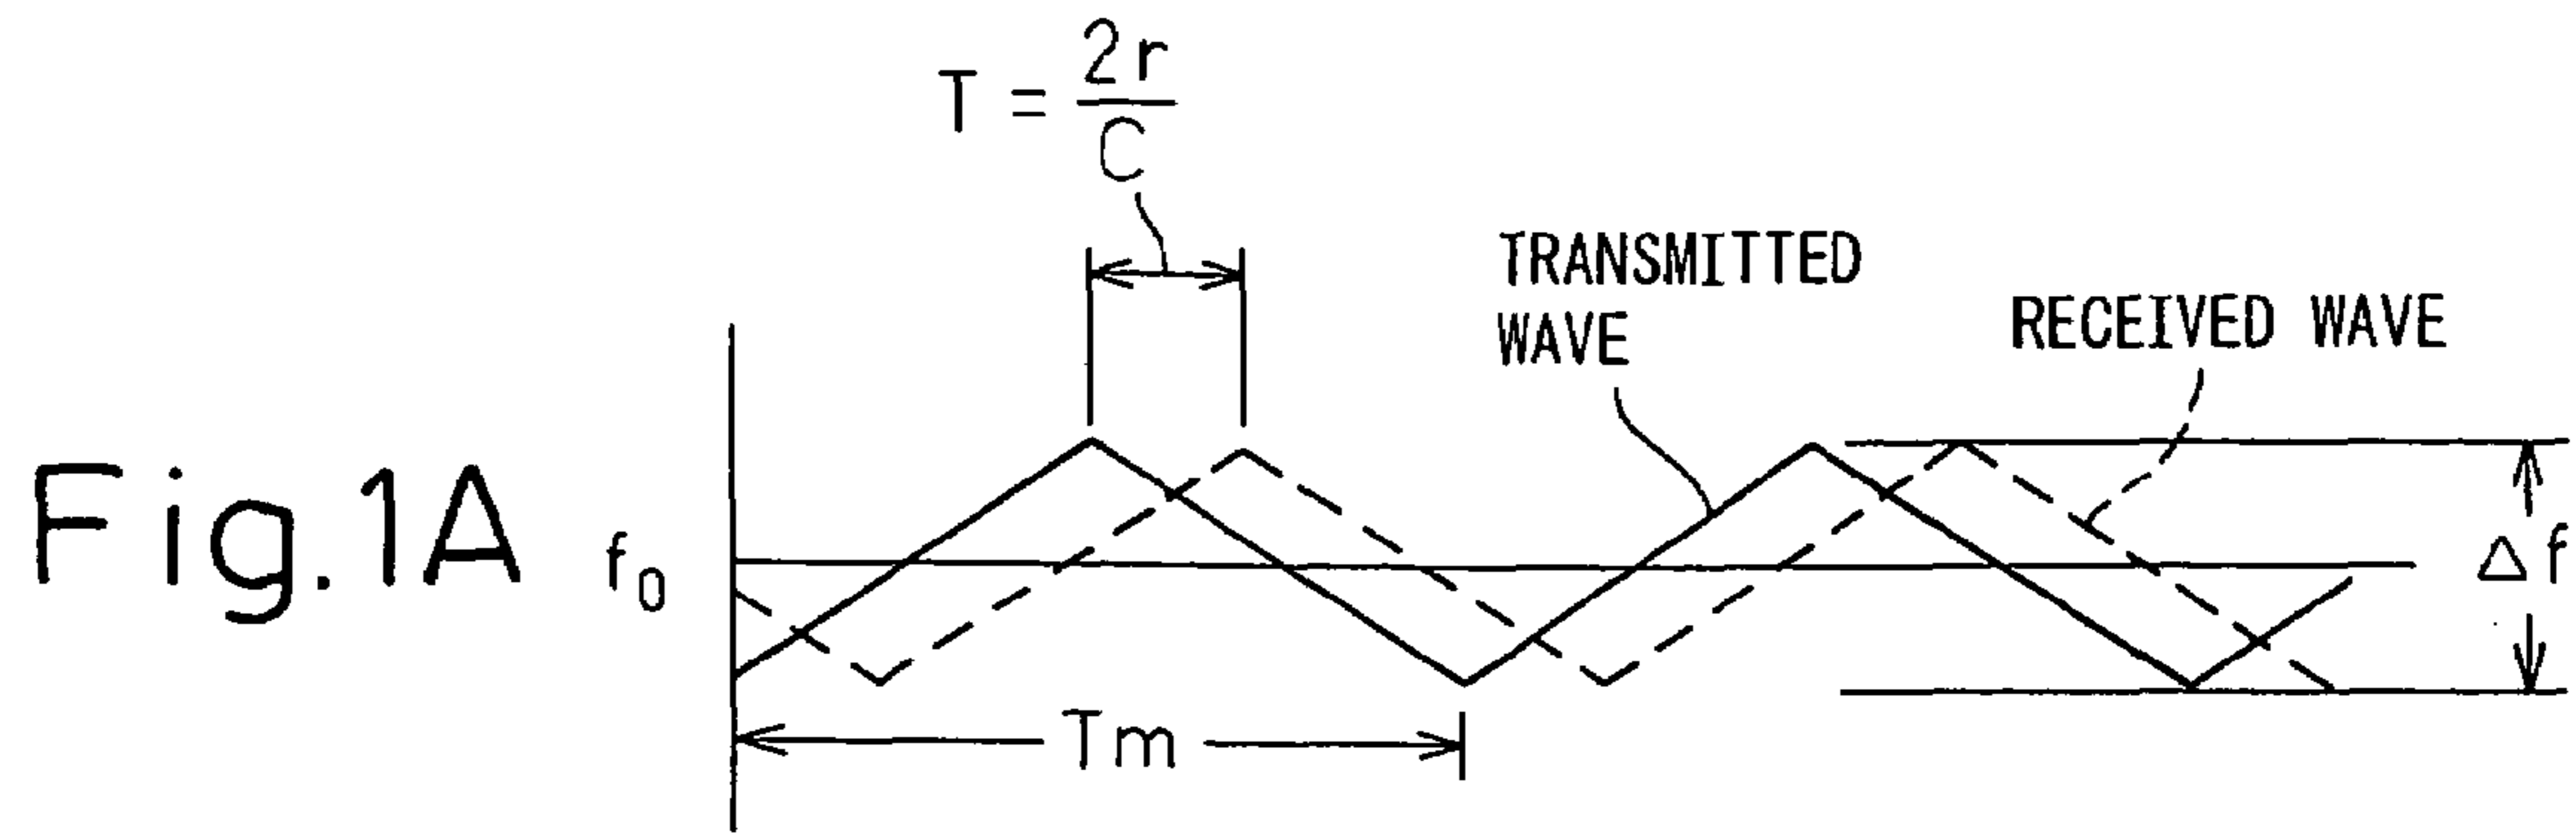 T = 2r/C
TRANSMITTED
WAVE
RECEIVED WAVE
Fig.1A
f₀
Δf
Tm